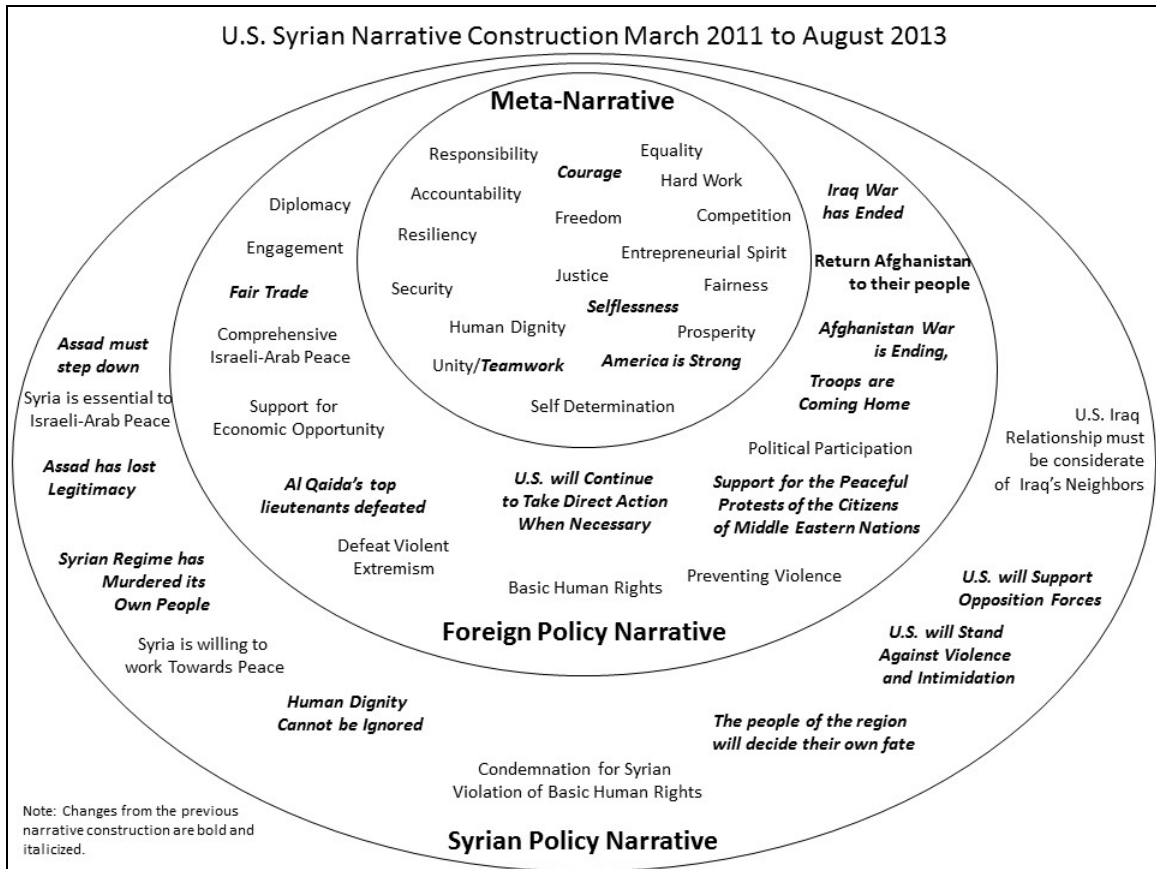 U.S. Syrian Narrative Construction March 2011 to August 2013
Meta-Narrative
Responsibility
Equality
Courage
Hard Work
Accountability
Freedom
Competition
Resiliency
Entrepreneurial Spirit
Justice
Security
Fairness
Selflessness
Human Dignity
Prosperity
Unity/Teamwork
America is Strong
Self Determination
Diplomacy
Engagement
Fair Trade
Comprehensive
Israeli-Arab Peace
Support for
Economic Opportunity
Al Qaida's top
lieutenants defeated
Defeat Violent
Extremism
U.S. will Continue
to Take Direct Action
When Necessary
Basic Human Rights
Iraq War
has Ended
Return Afghanistan
to their people
Afghanistan War
is Ending,
Troops are
Coming Home
Political Participation
Support for the Peaceful
Protests of the Citizens
of Middle Eastern Nations
Preventing Violence
Foreign Policy Narrative
Assad must
step down
Syria is essential to
Israeli-Arab Peace
Assad has lost
Legitimacy
Syrian Regime has
Murdered its
Own People
Syria is willing to
work Towards Peace
Human Dignity
Cannot be Ignored
Condemnation for Syrian
Violation of Basic Human Rights
U.S. Iraq
Relationship must
be considerate
of Iraq's Neighbors
U.S. will Support
Opposition Forces
U.S. will Stand
Against Violence
and Intimidation
The people of the region
will decide their own fate
Syrian Policy Narrative
Note: Changes from the previous
narrative construction are bold and
italicized.